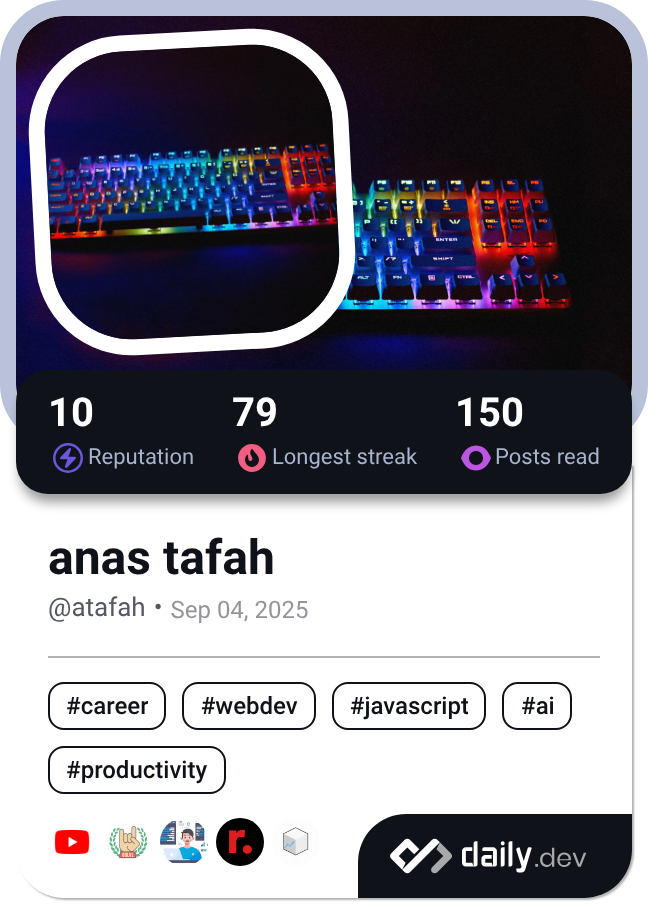 10 79 150
Reputation Longest streak Posts read
anas tafah
@atafah • Sep 04, 2025
#career #webdev #javascript #ai
#productivity
r.
daily.dev